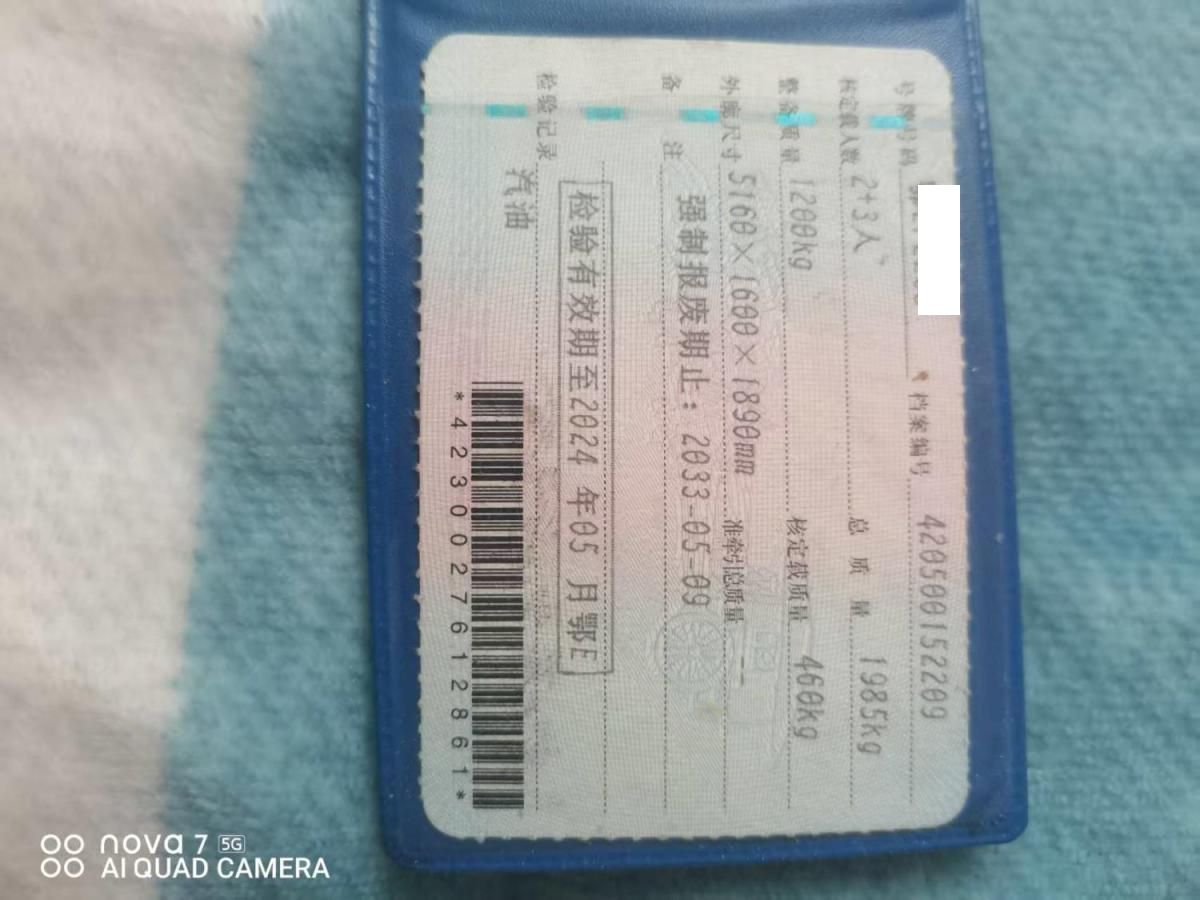 号牌号码
档案编号 420500152209
核定载人数 2+3人 总质量 1985kg
整备质量 1200kg 核定载质量 460kg
外廓尺寸 5160×1600×1890mm 准牵引总质量 --
备注 强制报废期止：2033-05-09
检验有效期至2024年05月鄂E
检验记录
汽油
*4230027612861*
nova 7 5G
AI QUAD CAMERA